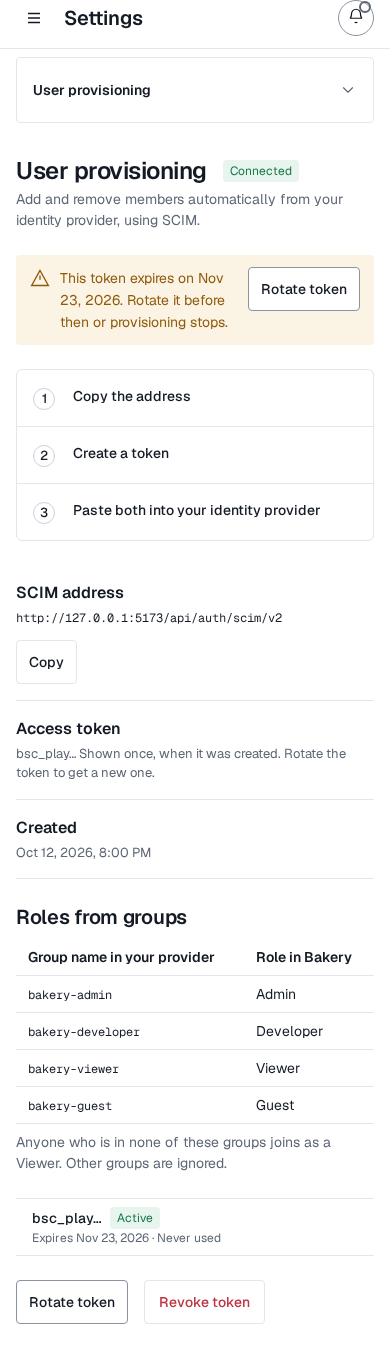 Settings
User provisioning
User provisioning Connected
Add and remove members automatically from your
identity provider, using SCIM.
This token expires on Nov
23, 2026. Rotate it before
then or provisioning stops.
Rotate token
1 Copy the address
2 Create a token
3 Paste both into your identity provider
SCIM address
http://127.0.0.1:5173/api/auth/scim/v2
Copy
Access token
bsc_play… Shown once, when it was created. Rotate the
token to get a new one.
Created
Oct 12, 2026, 8:00 PM
Roles from groups
Group name in your provider Role in Bakery
bakery-admin Admin
bakery-developer Developer
bakery-viewer Viewer
bakery-guest Guest
Anyone who is in none of these groups joins as a
Viewer. Other groups are ignored.
bsc_play… Active
Expires Nov 23, 2026 · Never used
Rotate token Revoke token